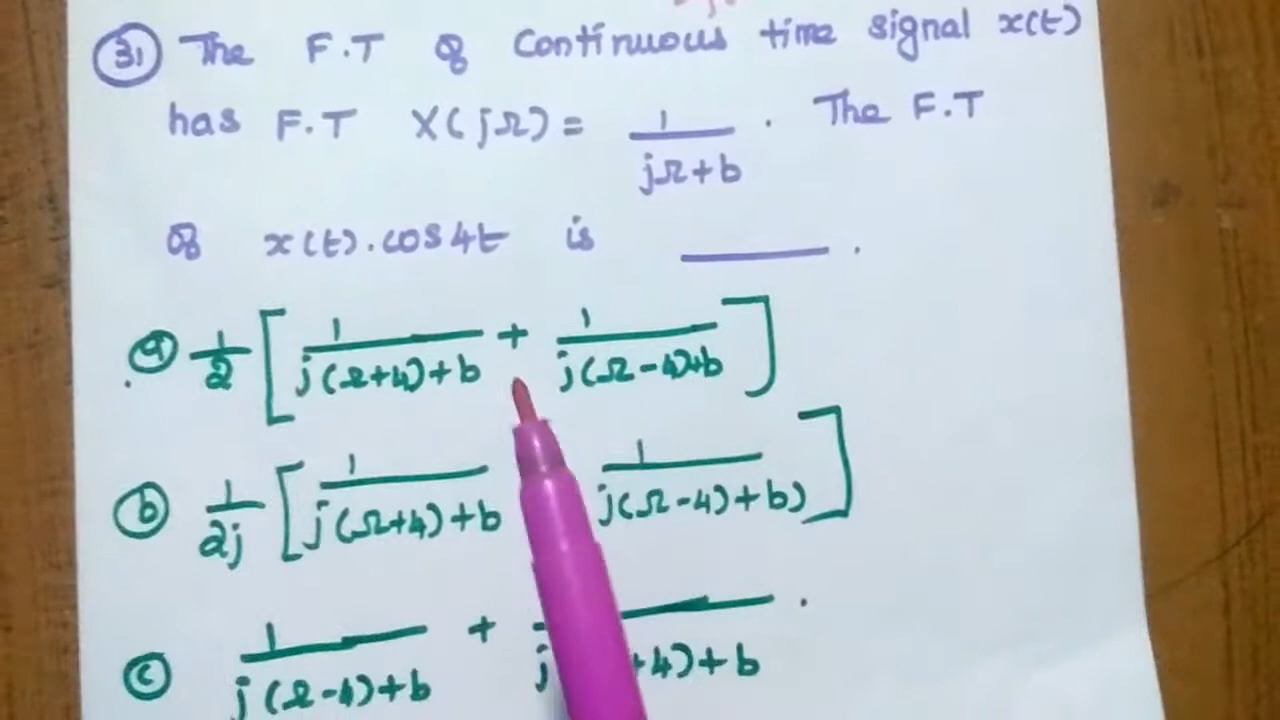 31 The F.T of Continuous time signal x(t)
has F.T X(jΩ) = 1/(jΩ+b) . The F.T
of x(t).cos4t is ______ .
a 1/2 [ 1/(j(Ω+4)+b) + 1/(j(Ω-4)+b) ]
b 1/2j [ 1/(j(Ω+4)+b) 1/(j(Ω-4)+b)) ]
c 1/(j(Ω-4)+b) + j +4)+b .